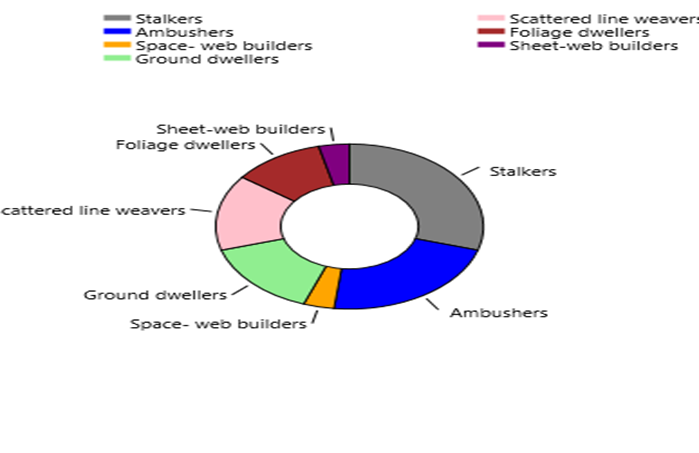 Stalkers
Ambushers
Space- web builders
Ground dwellers
Scattered line weavers
Foliage dwellers
Sheet-web builders
Sheet-web builders
Foliage dwellers
Stalkers
cattered line weavers
Ground dwellers
Ambushers
Space- web builders